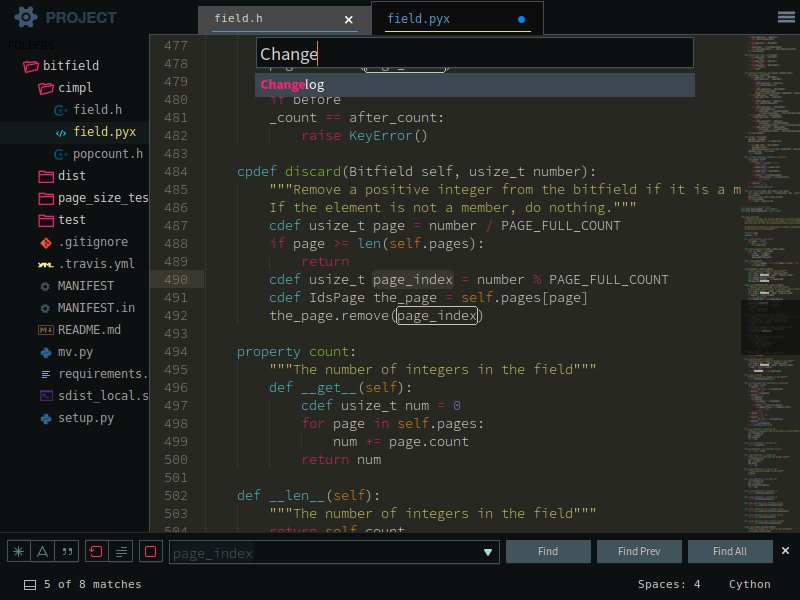 PROJECT
field.h
field.pyx
FOLDERS
bitfield
cimpl
field.h
field.pyx
popcount.h
dist
page_size_tes
test
.gitignore
.travis.yml
MANIFEST
MANIFEST.in
README.md
mv.py
requirements.
sdist_local.s
setup.py
Change
Changelog
477
478
479
480 if before
481 _count == after_count:
482 raise KeyError()
483
484 cpdef discard(Bitfield self, usize_t number):
485 """Remove a positive integer from the bitfield if it is a m
486 If the element is not a member, do nothing."""
487 cdef usize_t page = number / PAGE_FULL_COUNT
488 if page >= len(self.pages):
489 return
490 cdef usize_t page_index = number % PAGE_FULL_COUNT
491 cdef IdsPage the_page = self.pages[page]
492 the_page.remove(page_index)
493
494 property count:
495 """The number of integers in the field"""
496 def __get__(self):
497 cdef usize_t num = 0
498 for page in self.pages:
499 num += page.count
500 return num
501
502 def __len__(self):
503 """The number of integers in the field"""
504 return self.count
page_index
Find
Find Prev
Find All
5 of 8 matches
Spaces: 4
Cython